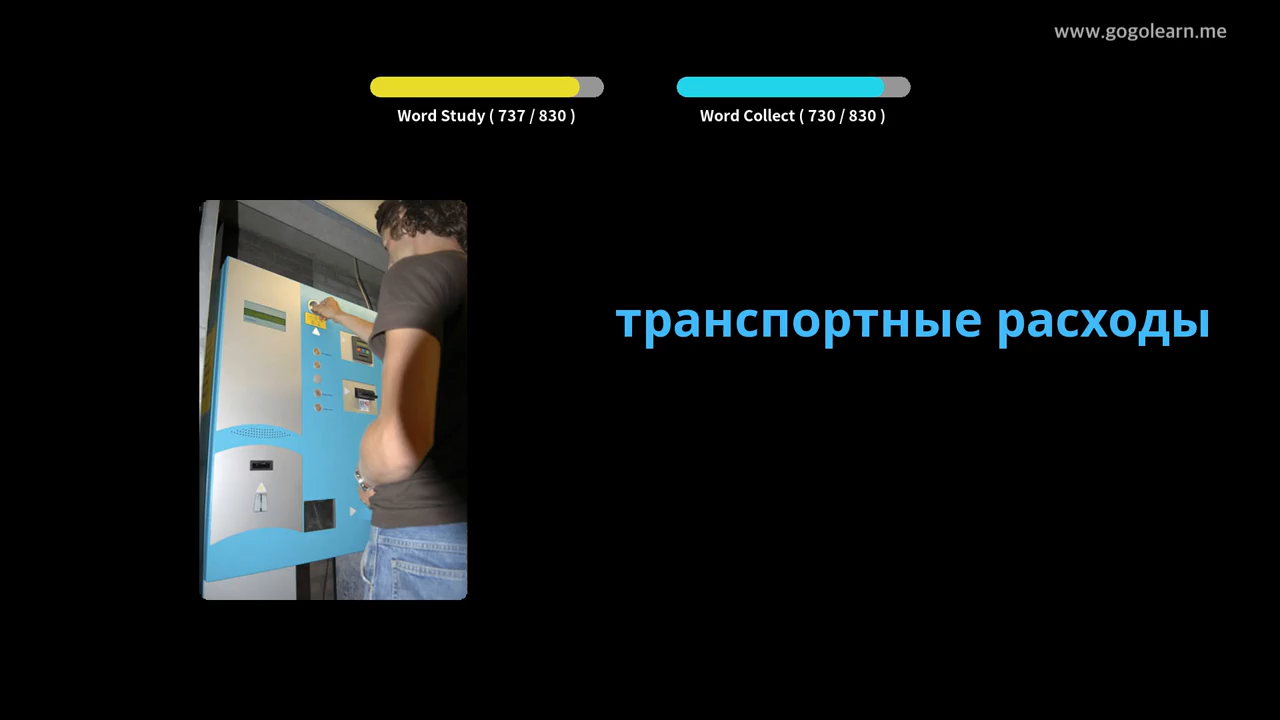 www.gogolearn.me
Word Study ( 737 / 830 )
Word Collect ( 730 / 830 )
транспортные расходы